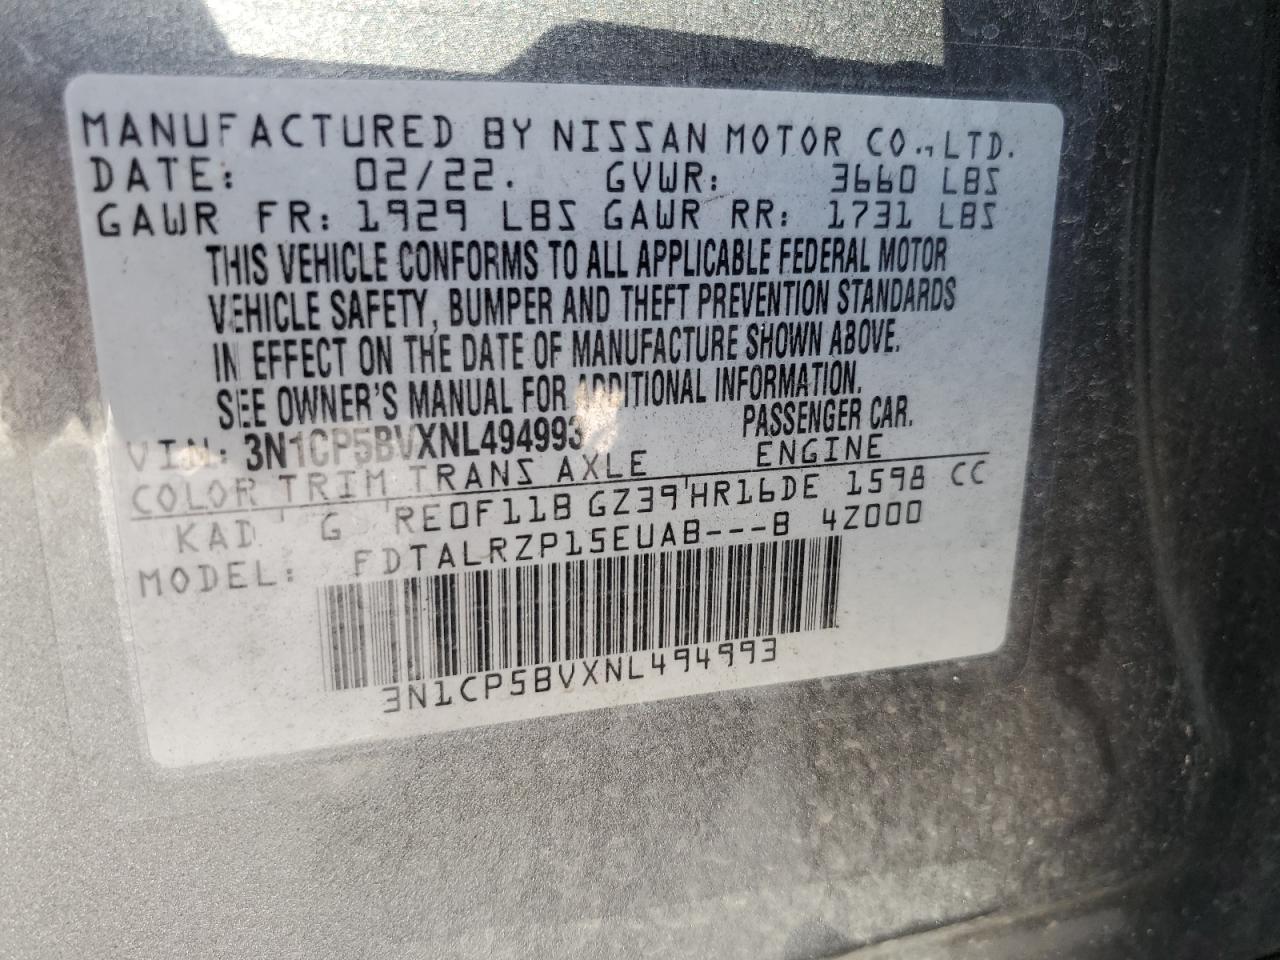 MANUFACTURED BY NISSAN MOTOR CO., LTD.
DATE: 02/22. GVWR: 3660 LBS
GAWR FR: 1929 LBS GAWR RR: 1731 LBS
THIS VEHICLE CONFORMS TO ALL APPLICABLE FEDERAL MOTOR
VEHICLE SAFETY, BUMPER AND THEFT PREVENTION STANDARDS
IN EFFECT ON THE DATE OF MANUFACTURE SHOWN ABOVE.
SEE OWNER'S MANUAL FOR ADDITIONAL INFORMATION.
VIN: 3N1CP5BVXNL494993 PASSENGER CAR.
COLOR TRIM TRANS AXLE ENGINE
KAD G RE0F11B GZ39 HR16DE 1598 CC
MODEL: FDTALRZP15EUAB---B 4Z000
3N1CP5BVXNL494993